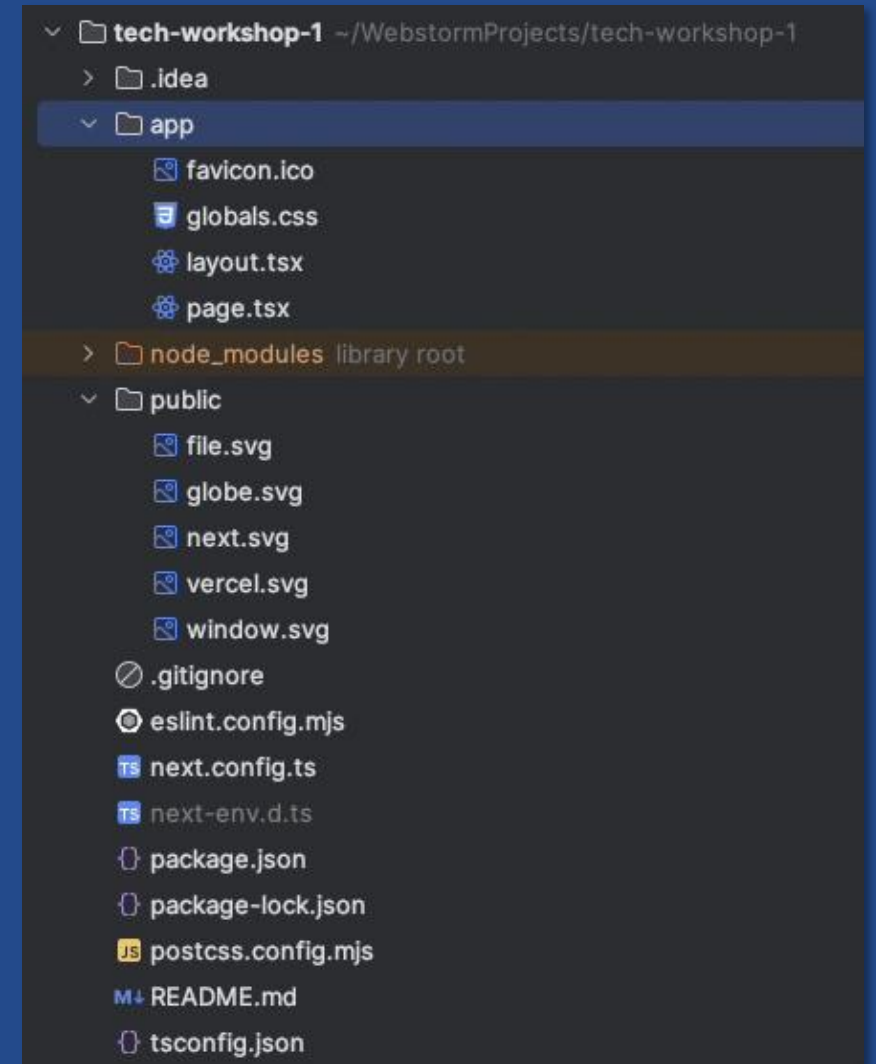 tech-workshop-1 ~/WebstormProjects/tech-workshop-1
.idea
app
favicon.ico
globals.css
layout.tsx
page.tsx
node_modules library root
public
file.svg
globe.svg
next.svg
vercel.svg
window.svg
.gitignore
eslint.config.mjs
TS next.config.ts
TS next-env.d.ts
{} package.json
{} package-lock.json
JS postcss.config.mjs
M↓ README.md
{} tsconfig.json